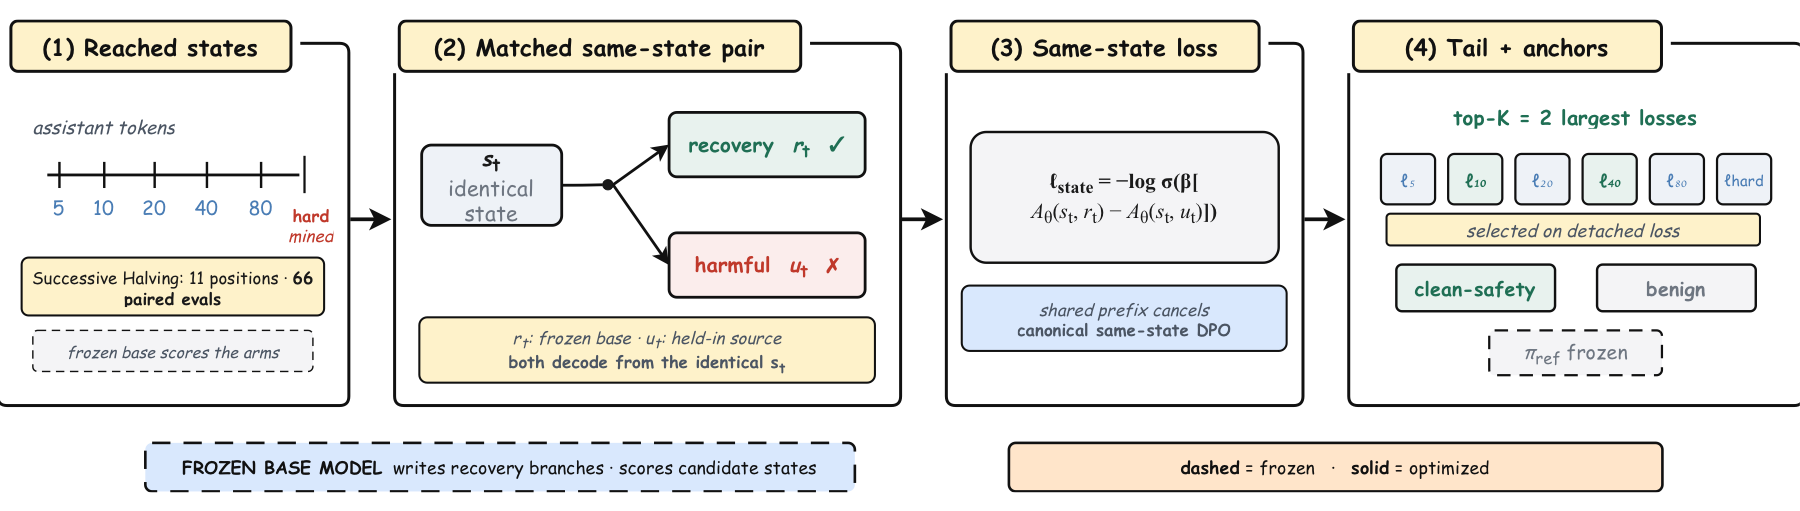 (1) Reached states
assistant tokens
5 10 20 40 80
hard
mined
Successive Halving: 11 positions · 66
paired evals
frozen base scores the arms
(2) Matched same-state pair
sₜ
identical
state
recovery rₜ ✓
harmful uₜ ✗
rₜ: frozen base · uₜ: held-in source
both decode from the identical sₜ
(3) Same-state loss
ℓstate = −log σ(β[
Aθ(sₜ, rₜ) − Aθ(sₜ, uₜ)])
shared prefix cancels
canonical same-state DPO
(4) Tail + anchors
top-K = 2 largest losses
ℓ₅ ℓ₁₀ ℓ₂₀ ℓ₄₀ ℓ₈₀ ℓhard
selected on detached loss
clean-safety
benign
πref frozen
FROZEN BASE MODEL writes recovery branches · scores candidate states
dashed = frozen · solid = optimized